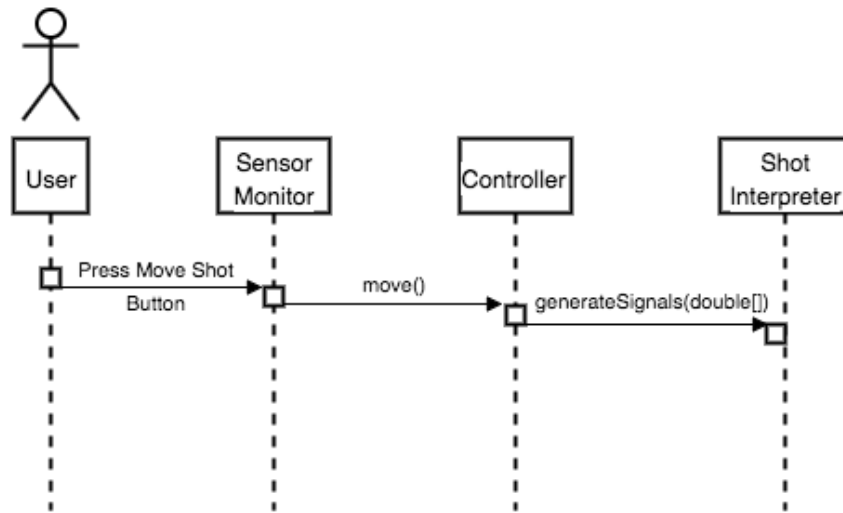 User
Sensor
Monitor
Controller
Shot
Interpreter
Press Move Shot
Button
move()
generateSignals(double[])